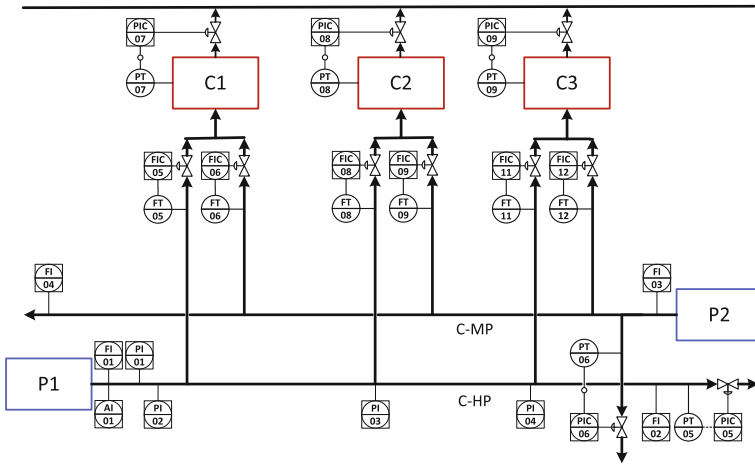 PIC
07
PIC
08
PIC
09
PT
07
C1
PT
08
C2
PT
09
C3
FIC
05
FIC
06
FIC
08
FIC
09
FIC
11
FIC
12
FT
05
FT
06
FT
08
FT
09
FT
11
FT
12
FI
04
FI
03
P2
C-MP
FI
01
PI
01
PT
06
P1
C-HP
AI
01
PI
02
PI
03
PI
04
PIC
06
FI
02
PT
05
PIC
05